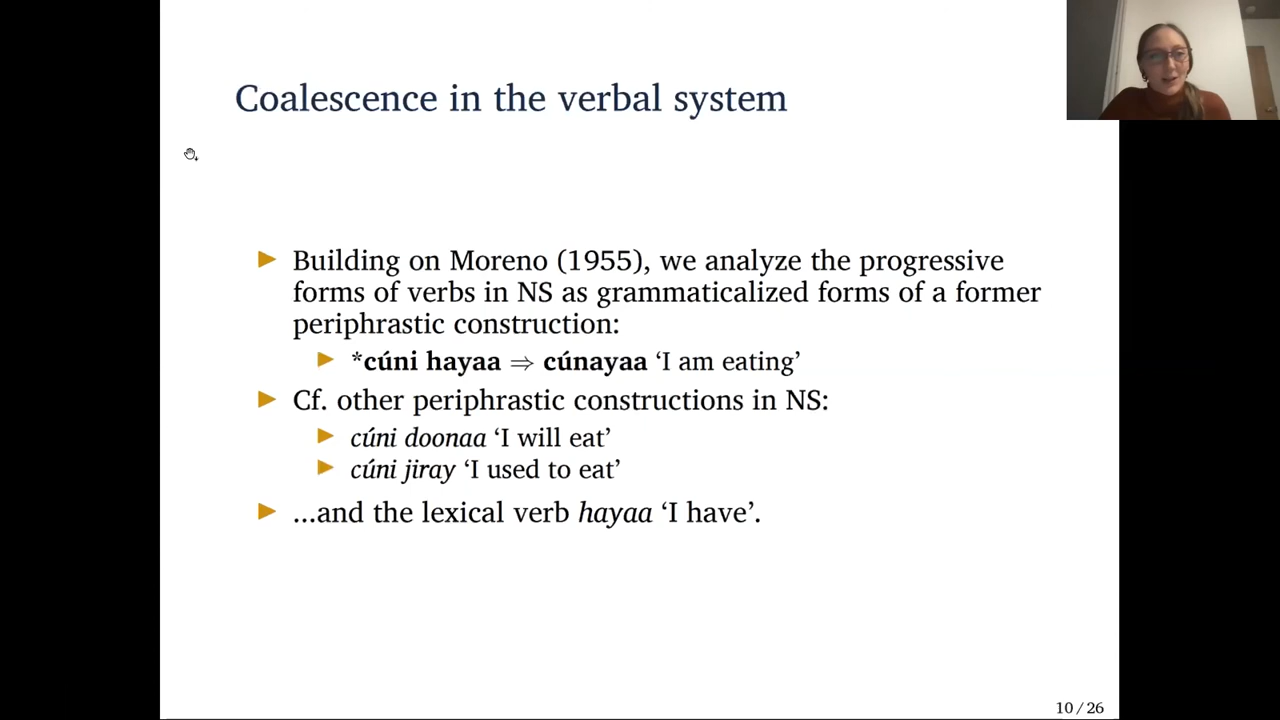 Coalescence in the verbal system
▶ Building on Moreno (1955), we analyze the progressive
forms of verbs in NS as grammaticalized forms of a former
periphrastic construction:
▶ *cúni hayaa ⇒ cúnayaa ‘I am eating’
▶ Cf. other periphrastic constructions in NS:
▶ cúni doonaa ‘I will eat’
▶ cúni jiray ‘I used to eat’
▶ ...and the lexical verb hayaa ‘I have’.
10 / 26